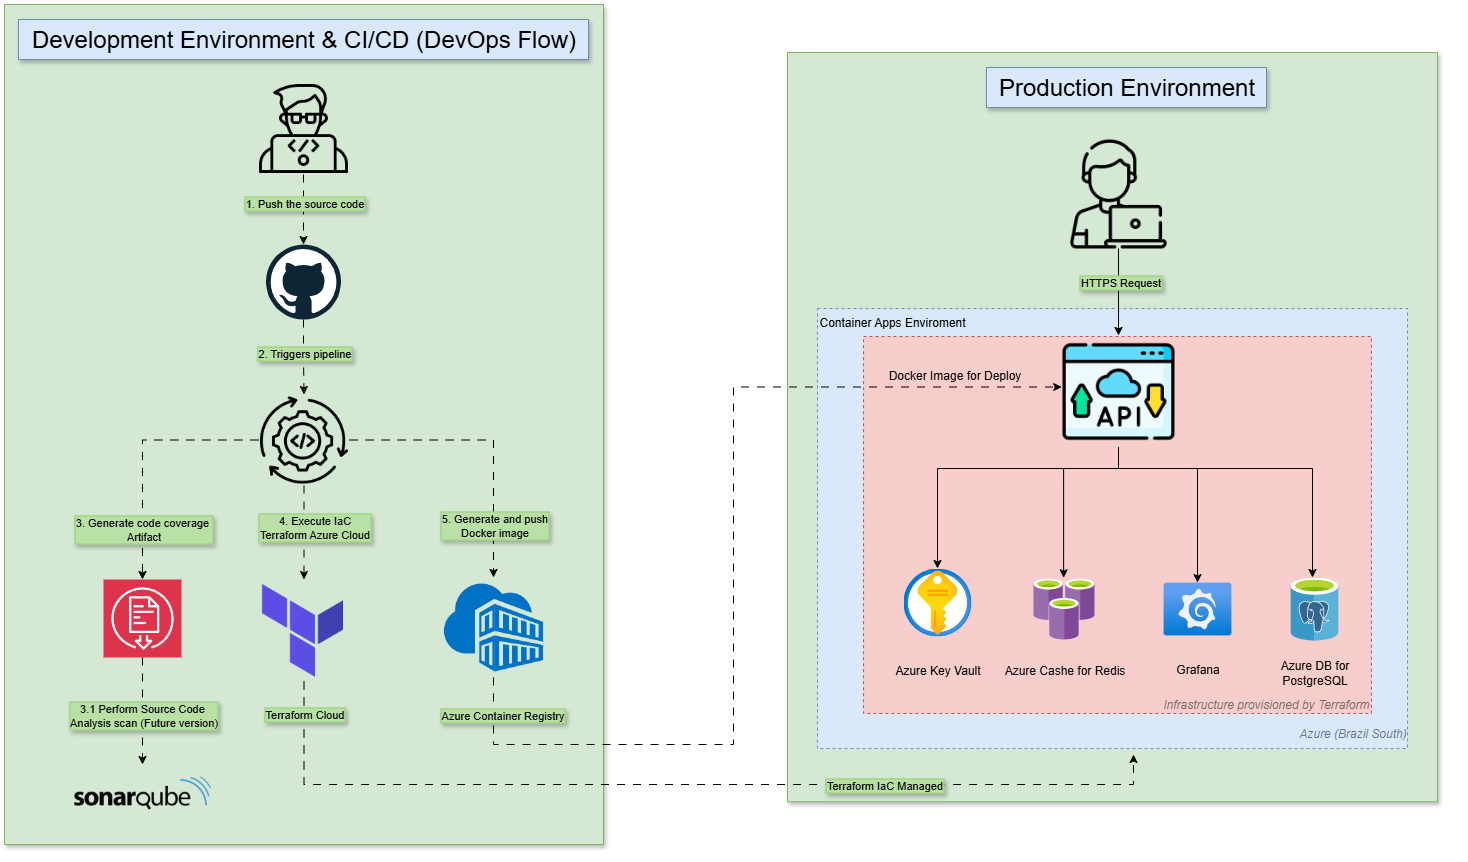 Development Environment & CI/CD (DevOps Flow)
1. Push the source code
2. Triggers pipeline
3. Generate code coverage
Artifact
4. Execute IaC
Terraform Azure Cloud
5. Generate and push
Docker image
3.1 Perform Source Code
Analysis scan (Future version)
Terraform Cloud
Azure Container Registry
sonarqube
Production Environment
HTTPS Request
Container Apps Enviroment
Docker Image for Deploy
API
Azure Key Vault
Azure Cashe for Redis
Grafana
Azure DB for
PostgreSQL
Infrastructure provisioned by Terraform
Azure (Brazil South)
Terraform IaC Managed